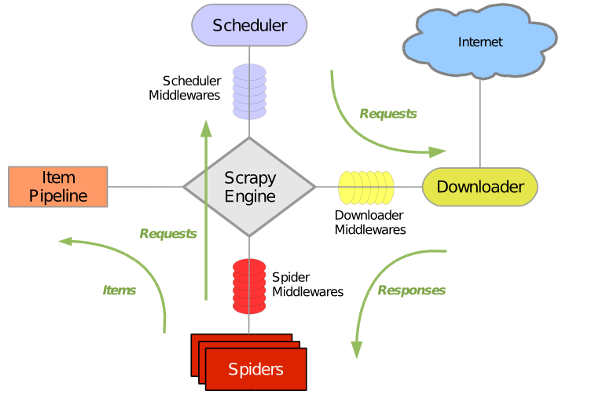 Scheduler
Internet
Scheduler
Middlewares
Requests
Item
Pipeline
Scrapy
Engine
Downloader
Downloader
Middlewares
Requests
Spider
Middlewares
Items
Responses
Spiders